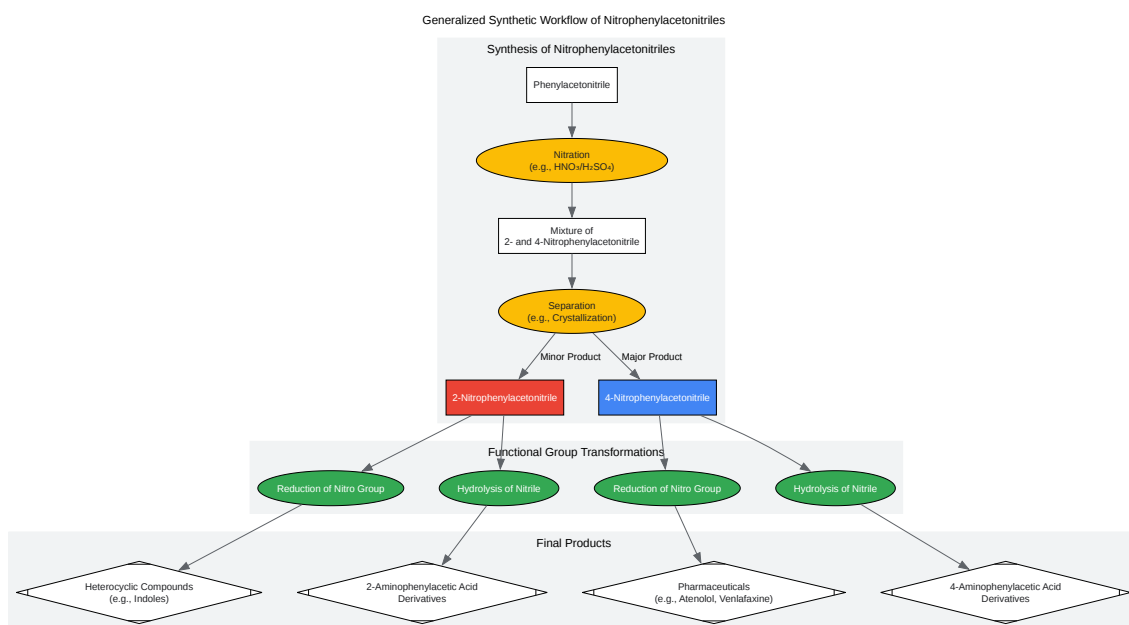 Generalized Synthetic Workflow of Nitrophenylacetonitriles
Synthesis of Nitrophenylacetonitriles
Phenylacetonitrile
Nitration
(e.g., HNO₃/H₂SO₄)
Mixture of
2- and 4-Nitrophenylacetonitrile
Separation
(e.g., Crystallization)
Minor Product
Major Product
2-Nitrophenylacetonitrile
4-Nitrophenylacetonitrile
Functional Group Transformations
Reduction of Nitro Group
Hydrolysis of Nitrile
Reduction of Nitro Group
Hydrolysis of Nitrile
Final Products
Heterocyclic Compounds
(e.g., Indoles)
2-Aminophenylacetic Acid
Derivatives
Pharmaceuticals
(e.g., Atenolol, Venlafaxine)
4-Aminophenylacetic Acid
Derivatives